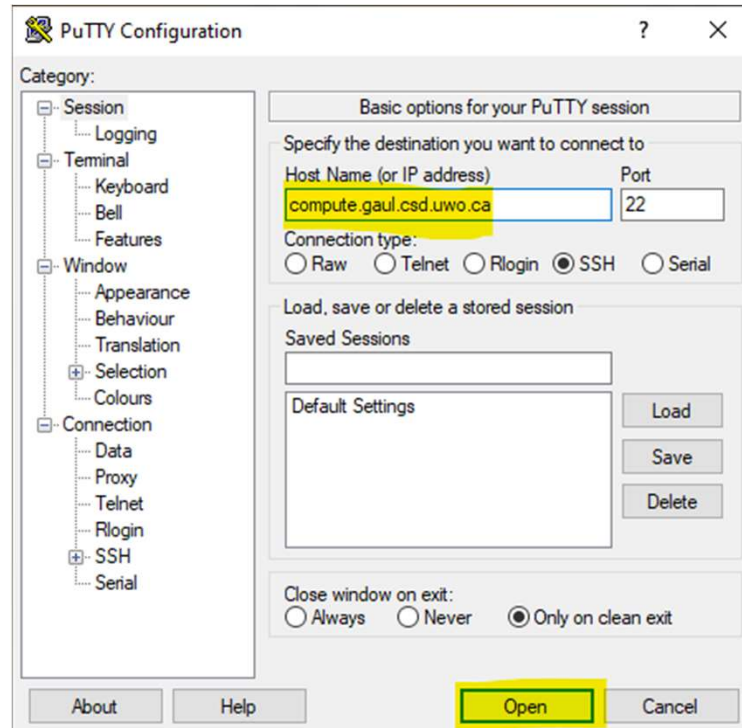 PuTTY Configuration
?
Category:
Session
Logging
Terminal
Keyboard
Bell
Features
Window
Appearance
Behaviour
Translation
Selection
Colours
Connection
Data
Proxy
Telnet
Rlogin
SSH
Serial
Basic options for your PuTTY session
Specify the destination you want to connect to
Host Name (or IP address) Port
compute.gaul.csd.uwo.ca 22
Connection type:
Raw Telnet Rlogin SSH Serial
Load, save or delete a stored session
Saved Sessions
Default Settings
Load
Save
Delete
Close window on exit:
Always Never Only on clean exit
About Help Open Cancel